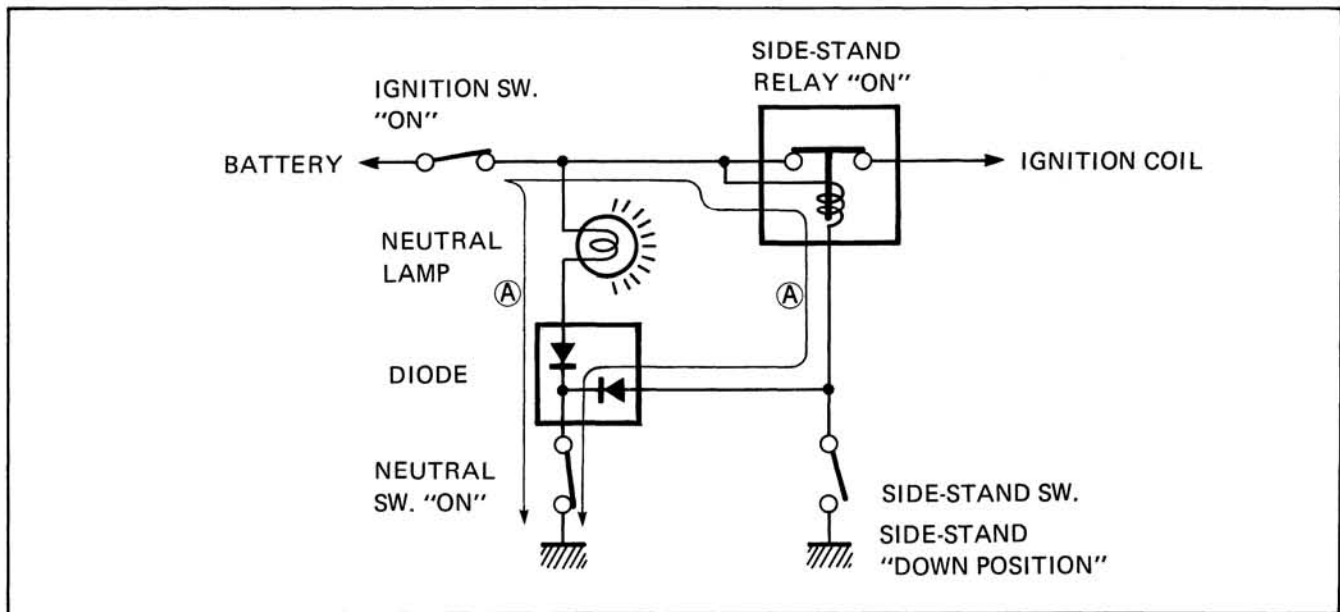 SIDE-STAND
RELAY “ON”
IGNITION SW.
“ON”
BATTERY
IGNITION COIL
NEUTRAL
LAMP
A
A
DIODE
NEUTRAL
SW. “ON”
SIDE-STAND SW.
SIDE-STAND
“DOWN POSITION”